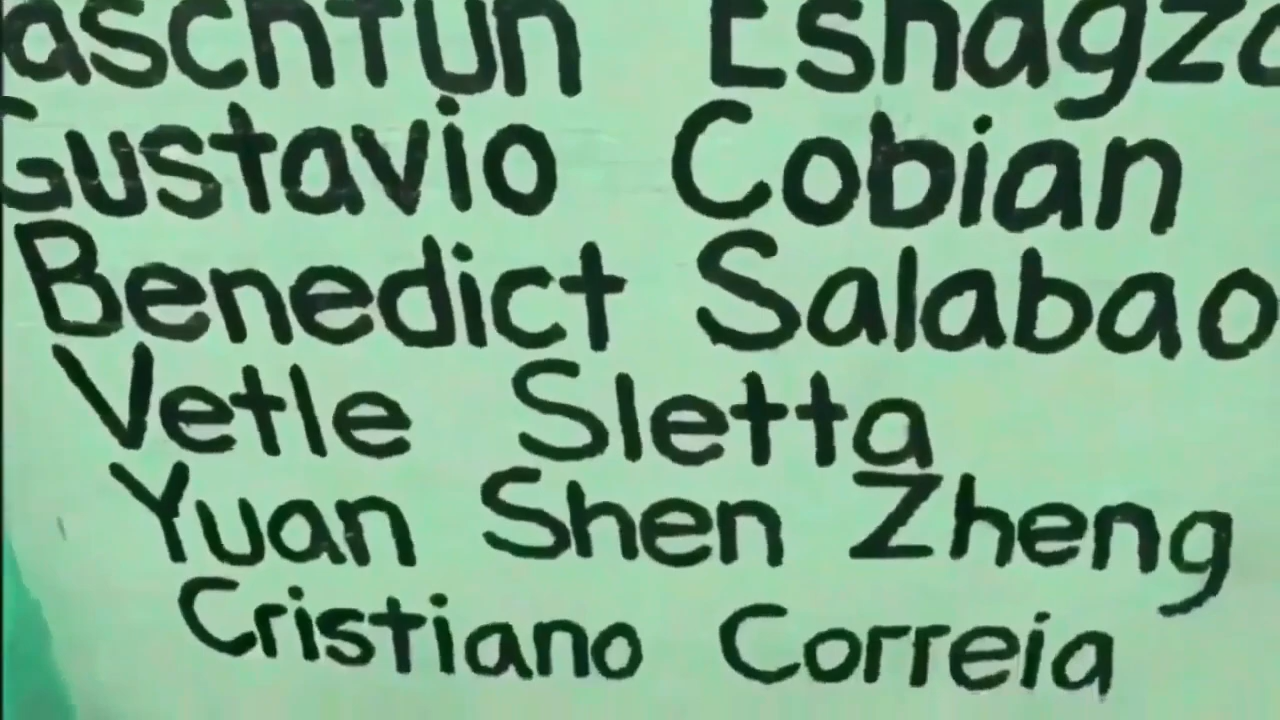 Gustavio Cobian
Benedict Salabao
Vetle Sletta
Yuan Shen Zheng
Cristiano Correia